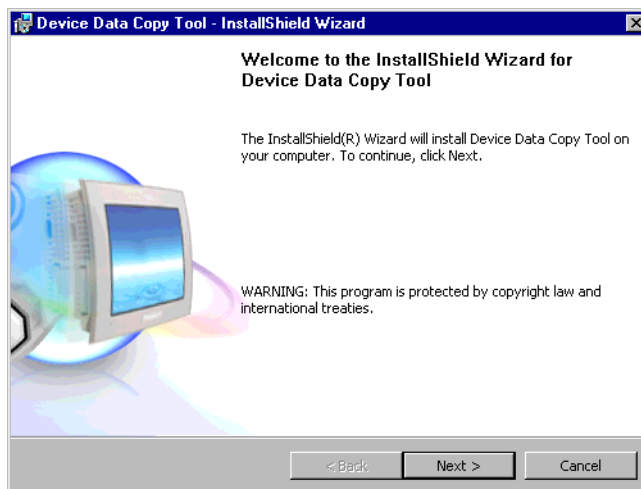 Device Data Copy Tool - InstallShield Wizard
Welcome to the InstallShield Wizard for
Device Data Copy Tool
The InstallShield(R) Wizard will install Device Data Copy Tool on
your computer. To continue, click Next.
WARNING: This program is protected by copyright law and
international treaties.
< Back
Next >
Cancel